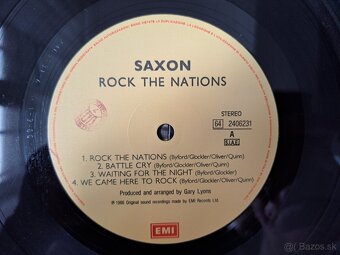 SAXON
ROCK THE NATIONS
STEREO
64 2406231
A
S.I.A.E.
1. ROCK THE NATIONS (Byford/Glockler/Oliver/Quinn)
2. BATTLE CRY (Byford/Glockler/Oliver/Quinn)
3. WAITING FOR THE NIGHT (Byford/Glockler/Oliver/Quinn)
4. WE CAME HERE TO ROCK (Byford/Glockler/Oliver/Quinn)
Produced and arranged by Gary Lyons
℗ 1986 Original sound recordings made by EMI Records Ltd.
EMI
Bazos.sk